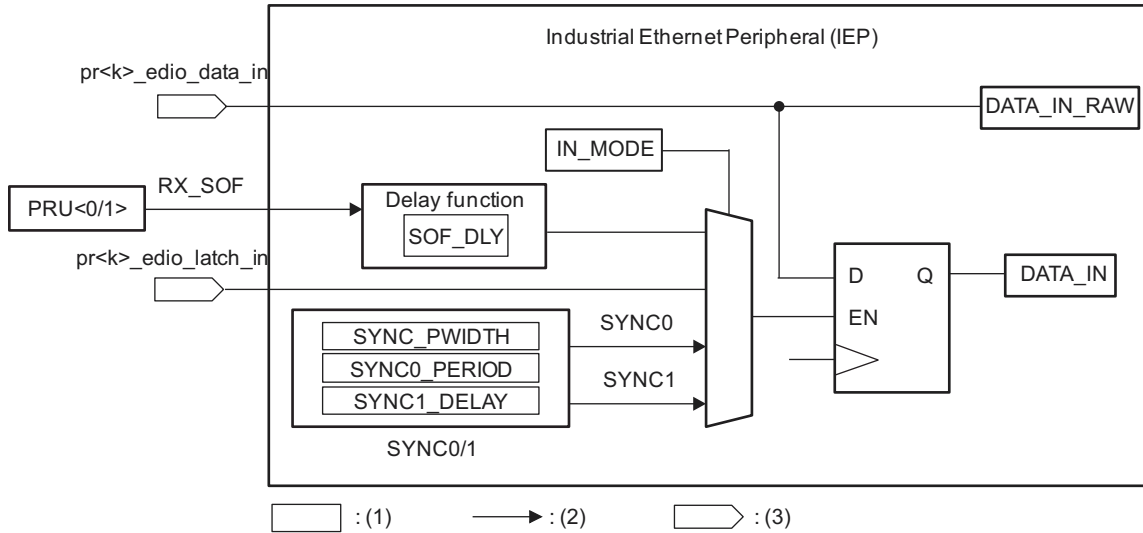 Industrial Ethernet Peripheral (IEP)
pr<k>_edio_data_in
DATA_IN_RAW
IN_MODE
RX_SOF
PRU<0/1>
Delay function
SOF_DLY
pr<k>_edio_latch_in
D
Q
DATA_IN
EN
SYNC_PWIDTH
SYNC0_PERIOD
SYNC1_DELAY
SYNC0
SYNC1
SYNC0/1
: (1)
: (2)
: (3)